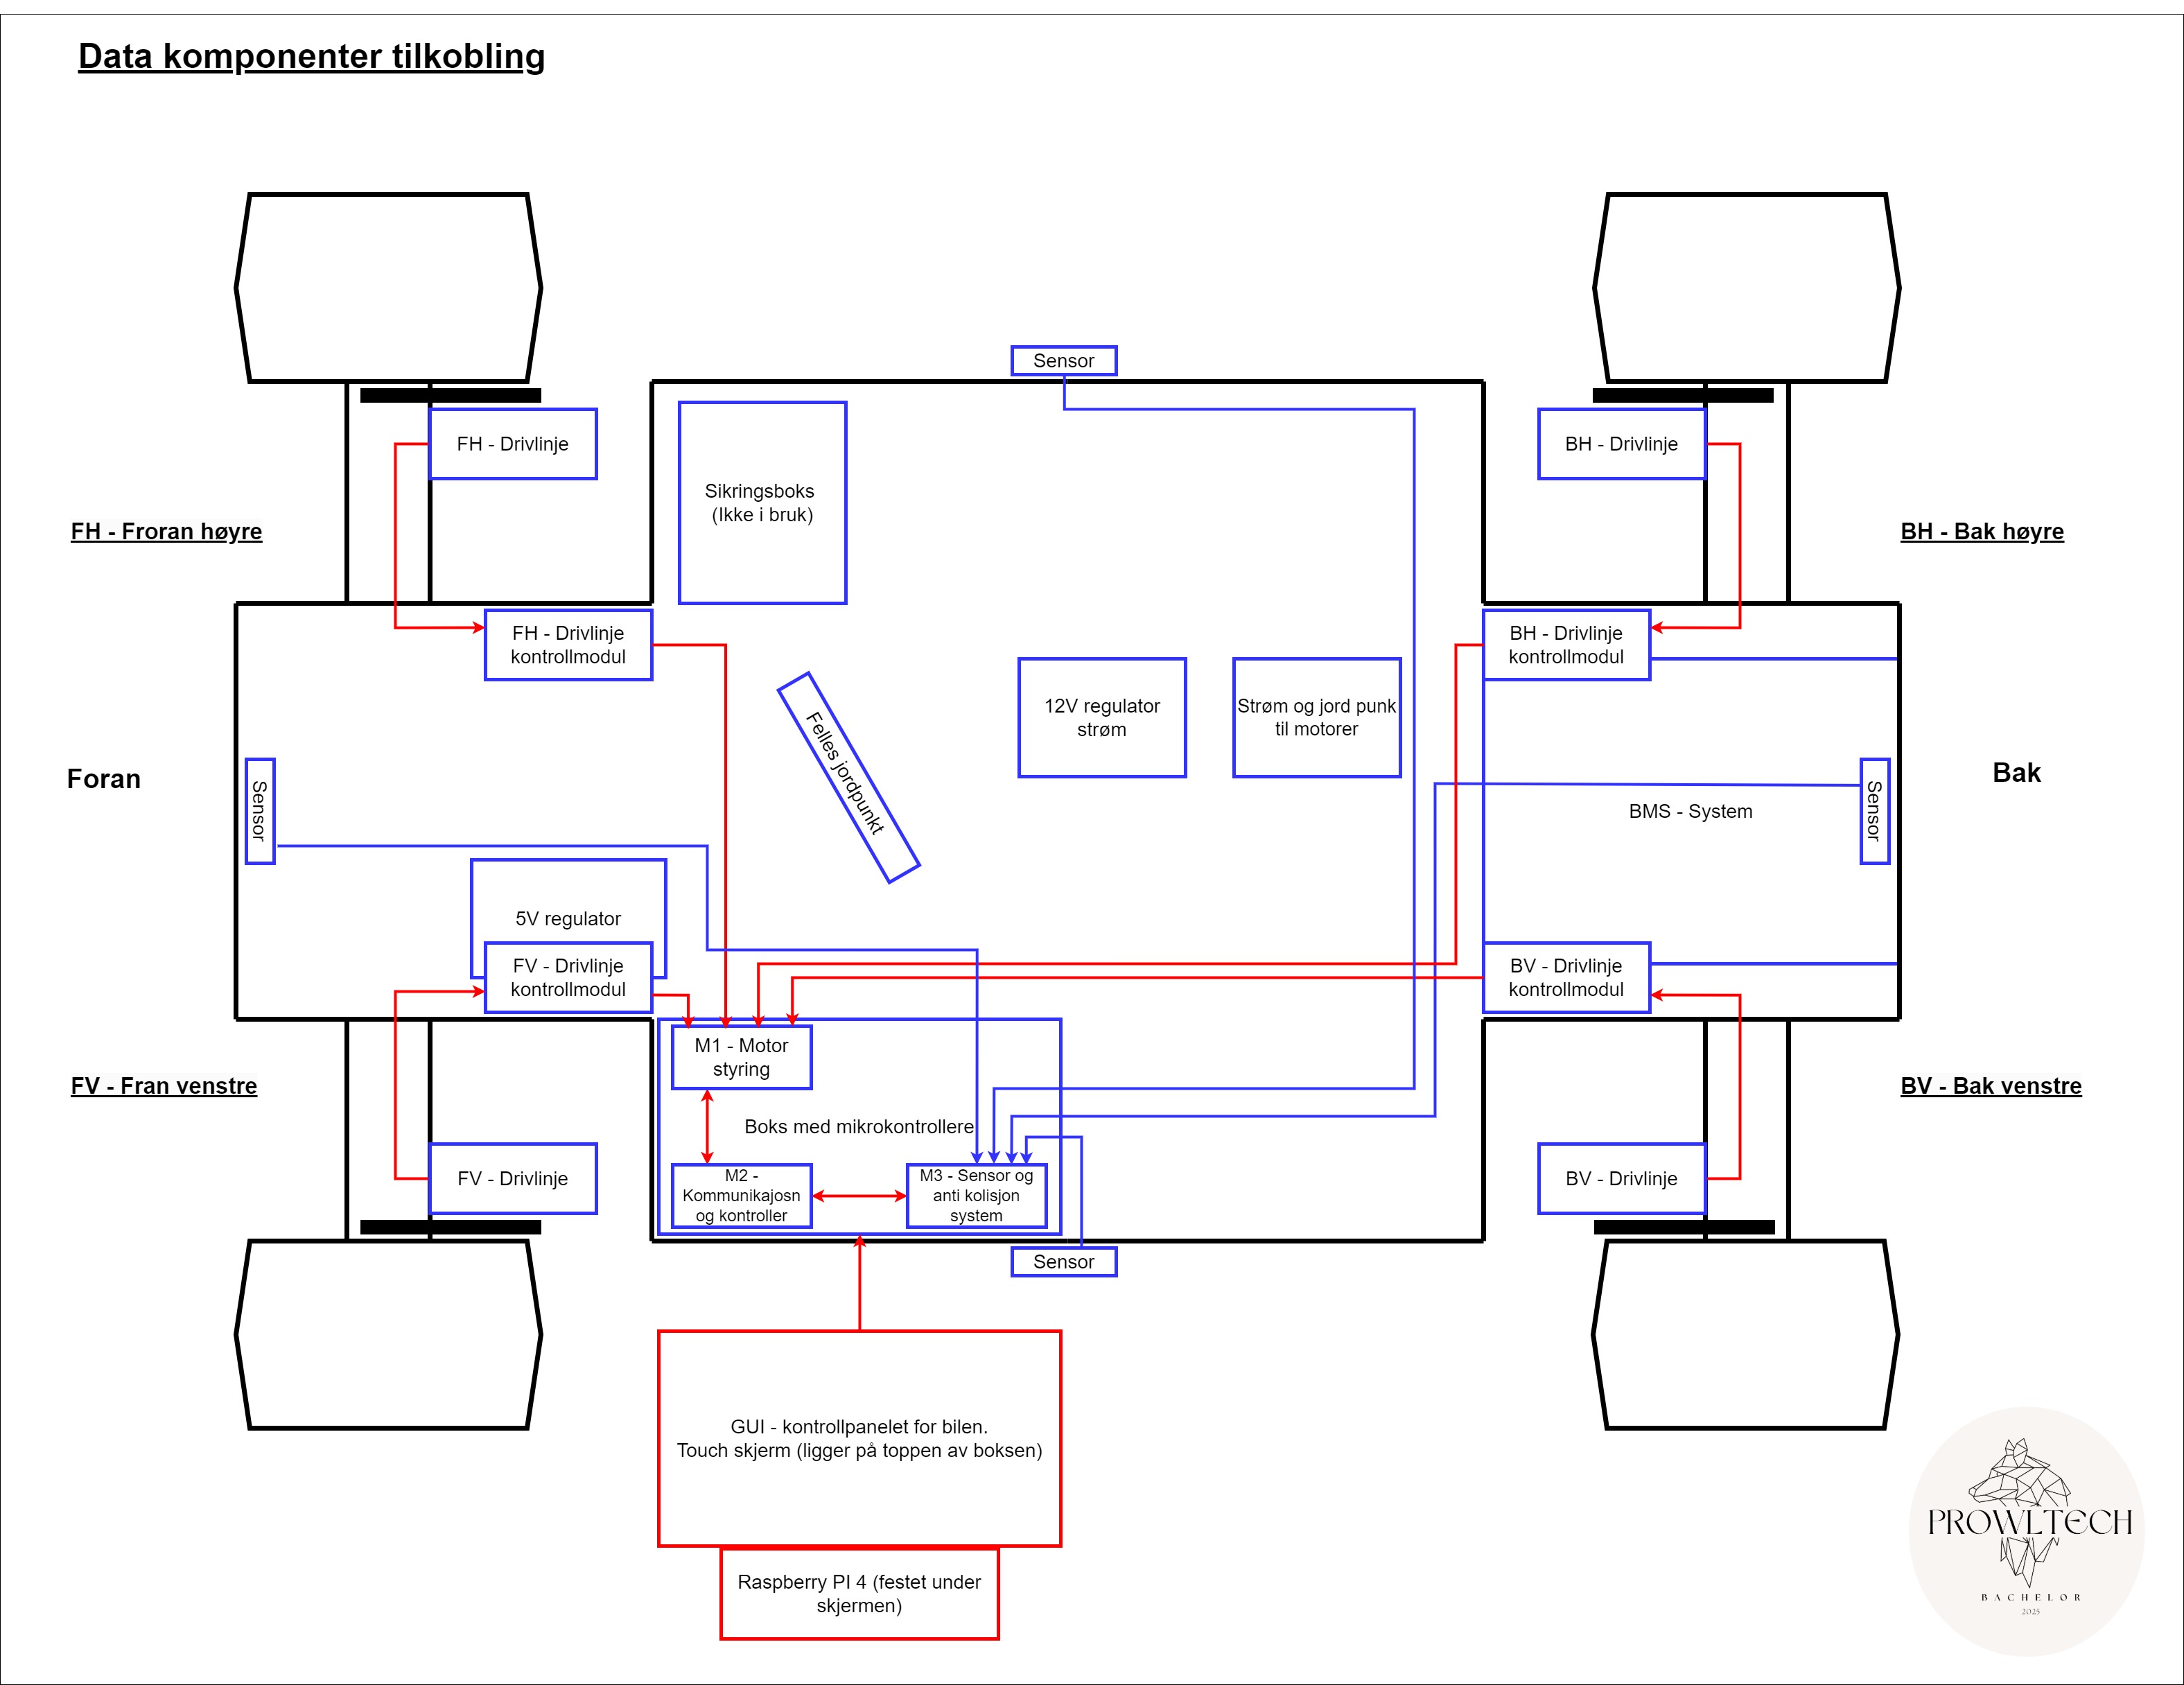 Data komponenter tilkobling
Sensor
FH - Drivlinje
BH - Drivlinje
Sikringsboks
(Ikke i bruk)
FH - Froran høyre
BH - Bak høyre
FH - Drivlinje
kontrollmodul
BH - Drivlinje
kontrollmodul
12V regulator
strøm
Strøm og jord punk
til motorer
Felles jordpunkt
Foran
Sensor
BMS - System
Sensor
Bak
5V regulator
FV - Drivlinje
kontrollmodul
BV - Drivlinje
kontrollmodul
M1 - Motor
styring
FV - Fran venstre
BV - Bak venstre
Boks med mikrokontrollere
FV - Drivlinje
M2 -
Kommunikajosn
og kontroller
M3 - Sensor og
anti kolisjon
system
BV - Drivlinje
Sensor
GUI - kontrollpanelet for bilen.
Touch skjerm (ligger på toppen av boksen)
Raspberry PI 4 (festet under
skjermen)
PROWLTECH
BACHELOR
2025